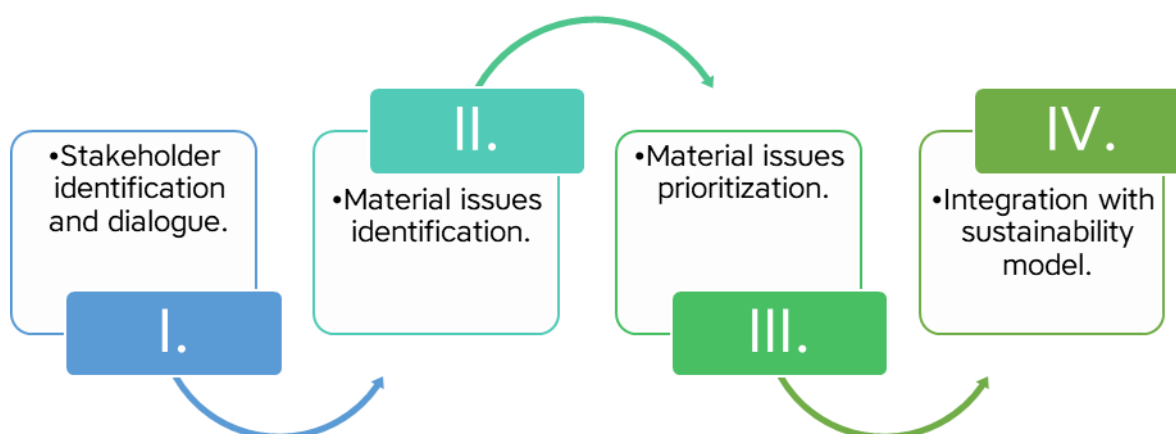 •Stakeholder
identification
and dialogue.
I.
II.
•Material issues
identification.
•Material issues
prioritization.
III.
IV.
•Integration with
sustainability
model.